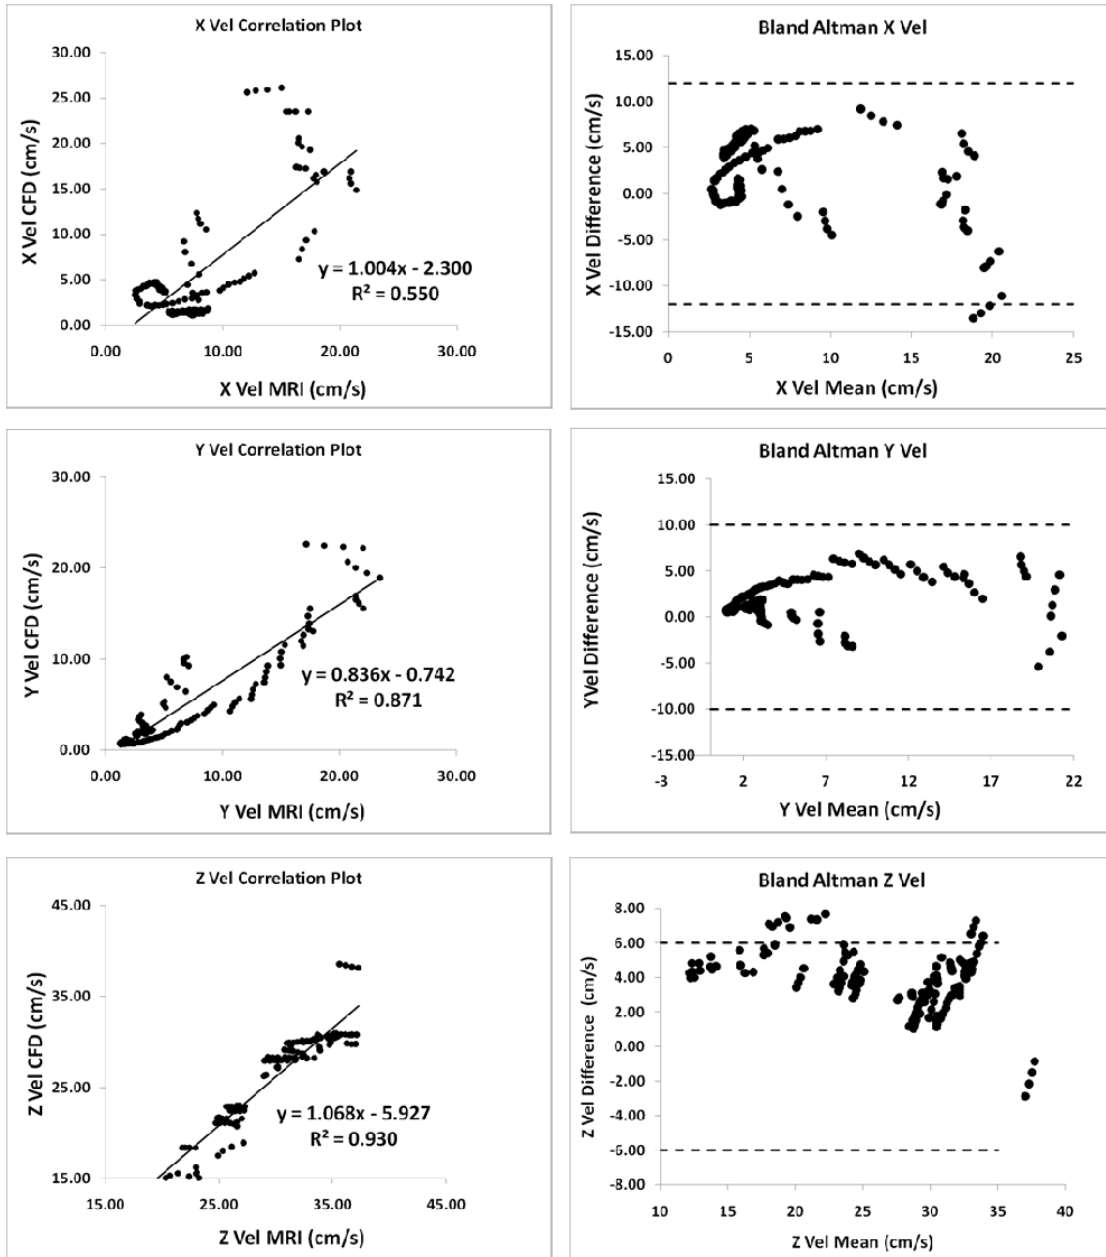 X Vel Correlation Plot
30.00
25.00
20.00
15.00
10.00
5.00
0.00
X Vel CFD (cm/s)
y = 1.004x - 2.300
R² = 0.550
0.00 10.00 20.00 30.00
X Vel MRI (cm/s)
Bland Altman X Vel
15.00
10.00
5.00
0.00
-5.00
-10.00
-15.00
X Vel Difference (cm/s)
0 5 10 15 20 25
X Vel Mean (cm/s)
Y Vel Correlation Plot
30.00
20.00
10.00
0.00
Y Vel CFD (cm/s)
y = 0.836x - 0.742
R² = 0.871
0.00 10.00 20.00 30.00
Y Vel MRI (cm/s)
Bland Altman Y Vel
15.00
10.00
5.00
0.00
-5.00
-10.00
-15.00
Y Vel Difference (cm/s)
-3 2 7 12 17 22
Y Vel Mean (cm/s)
Z Vel Correlation Plot
45.00
35.00
25.00
15.00
Z Vel CFD (cm/s)
y = 1.068x - 5.927
R² = 0.930
15.00 25.00 35.00 45.00
Z Vel MRI (cm/s)
Bland Altman Z Vel
8.00
6.00
4.00
2.00
0.00
-2.00
-4.00
-6.00
-8.00
Z Vel Difference (cm/s)
10 15 20 25 30 35 40
Z Vel Mean (cm/s)